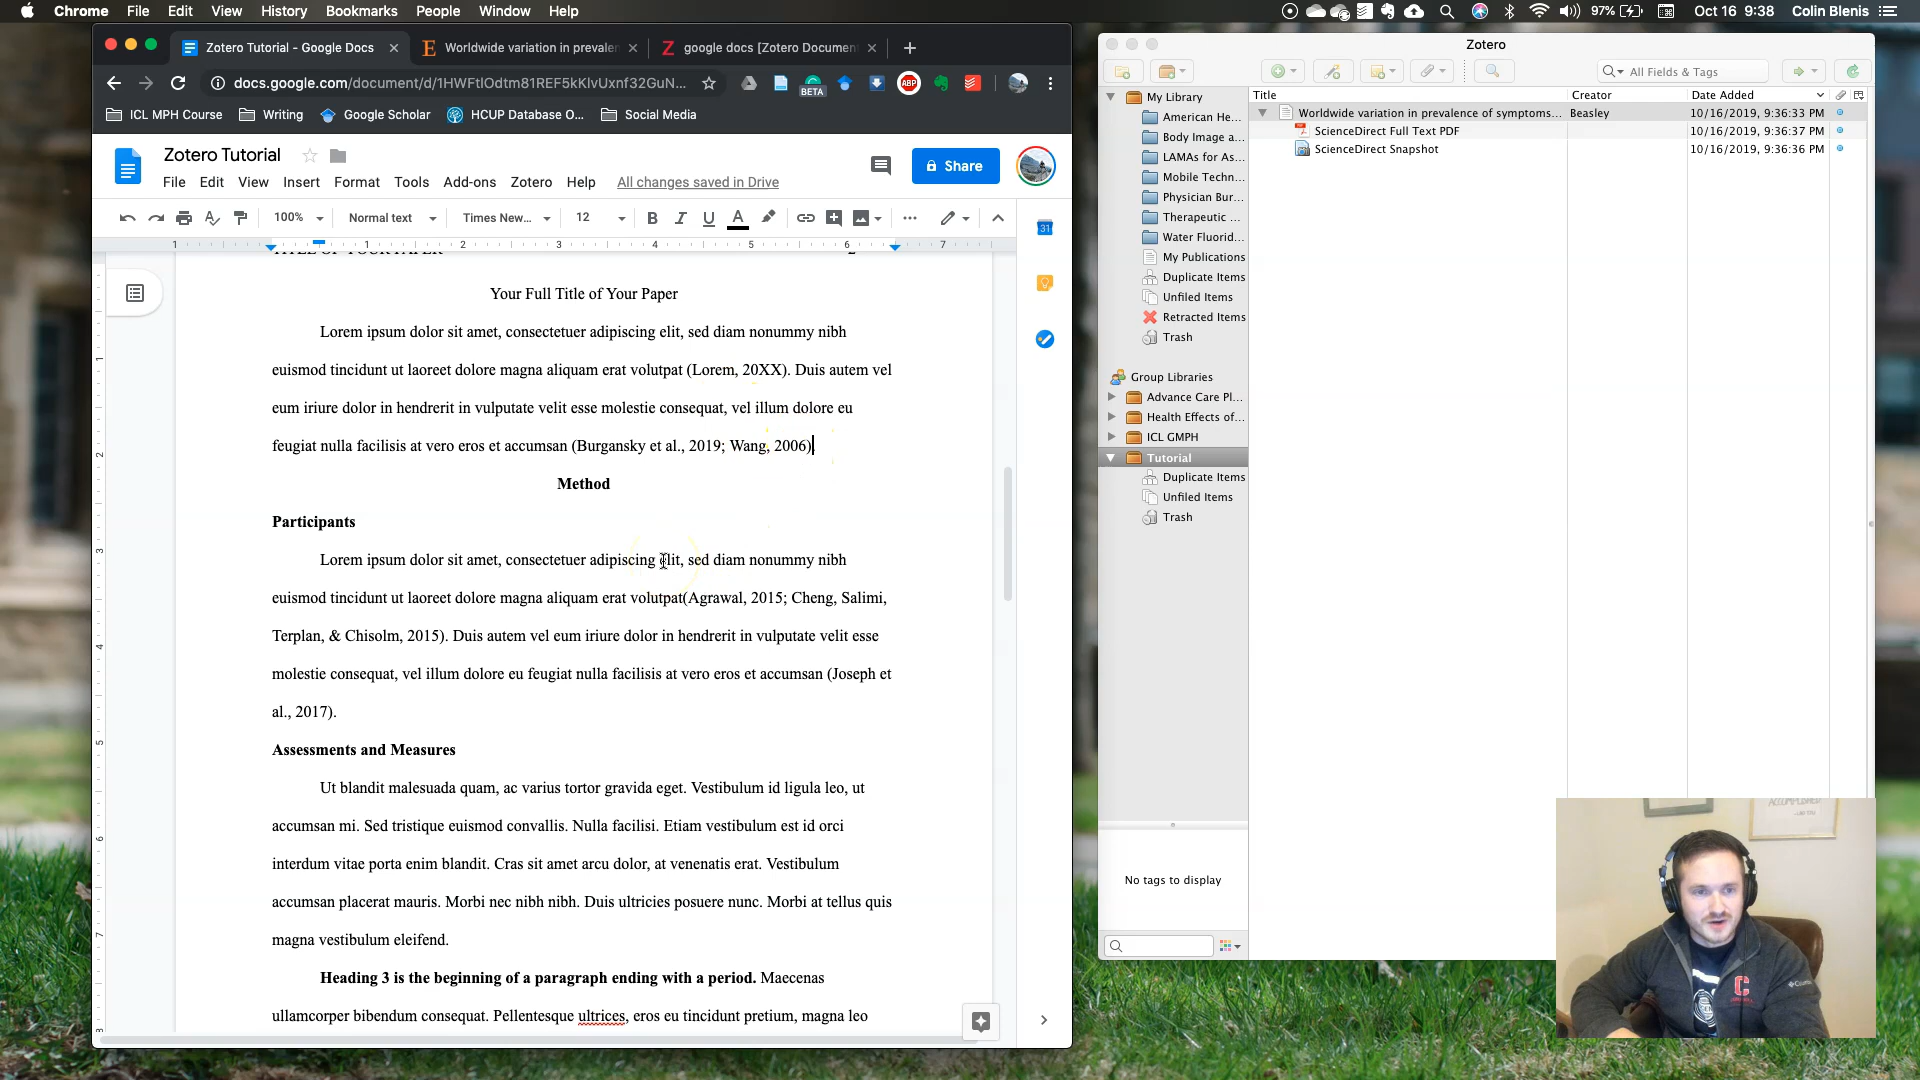 Chrome File Edit View History Bookmarks People Window Help
97% Oct 16 9:38 Colin Blenis
Zotero Tutorial - Google Docs
Worldwide variation in prevalen
google docs [Zotero Documen
docs.google.com/document/d/1HWFtlOdtm81REF5kKlvUxnf32GuN...
ABP
BETA
ICL MPH Course Writing Google Scholar HCUP Database O... Social Media
Zotero Tutorial
Share
File Edit View Insert Format Tools Add-ons Zotero Help All changes saved in Drive
100% Normal text Times New... 12 B I U A
31
1 1 2 3 4 5 6 7
TITLE OF YOUR PAPER 2
Your Full Title of Your Paper
Lorem ipsum dolor sit amet, consectetuer adipiscing elit, sed diam nonummy nibh
euismod tincidunt ut laoreet dolore magna aliquam erat volutpat (Lorem, 20XX). Duis autem vel
eum iriure dolor in hendrerit in vulputate velit esse molestie consequat, vel illum dolore eu
feugiat nulla facilisis at vero eros et accumsan (Burgansky et al., 2019; Wang, 2006).
Method
Participants
Lorem ipsum dolor sit amet, consectetuer adipiscing elit, sed diam nonummy nibh
euismod tincidunt ut laoreet dolore magna aliquam erat volutpat(Agrawal, 2015; Cheng, Salimi,
Terplan, & Chisolm, 2015). Duis autem vel eum iriure dolor in hendrerit in vulputate velit esse
molestie consequat, vel illum dolore eu feugiat nulla facilisis at vero eros et accumsan (Joseph et
al., 2017).
Assessments and Measures
Ut blandit malesuada quam, ac varius tortor gravida eget. Vestibulum id ligula leo, ut
accumsan mi. Sed tristique euismod convallis. Nulla facilisi. Etiam vestibulum est id orci
interdum vitae porta enim blandit. Cras sit amet arcu dolor, at venenatis erat. Vestibulum
accumsan placerat mauris. Morbi nec nibh nibh. Duis ultricies posuere nunc. Morbi at tellus quis
magna vestibulum eleifend.
Heading 3 is the beginning of a paragraph ending with a period. Maecenas
ullamcorper bibendum consequat. Pellentesque ultrices, eros eu tincidunt pretium, magna leo
Zotero
All Fields & Tags
My Library
American He...
Body Image a...
LAMAs for As...
Mobile Techn...
Physician Bur...
Therapeutic ...
Water Fluorid...
My Publications
Duplicate Items
Unfiled Items
Retracted Items
Trash
Group Libraries
Advance Care Pl...
Health Effects of...
ICL GMPH
Tutorial
Duplicate Items
Unfiled Items
Trash
No tags to display
Title Creator Date Added
Worldwide variation in prevalence of symptoms... Beasley 10/16/2019, 9:36:33 PM
ScienceDirect Full Text PDF 10/16/2019, 9:36:37 PM
ScienceDirect Snapshot 10/16/2019, 9:36:36 PM
C
Columbia